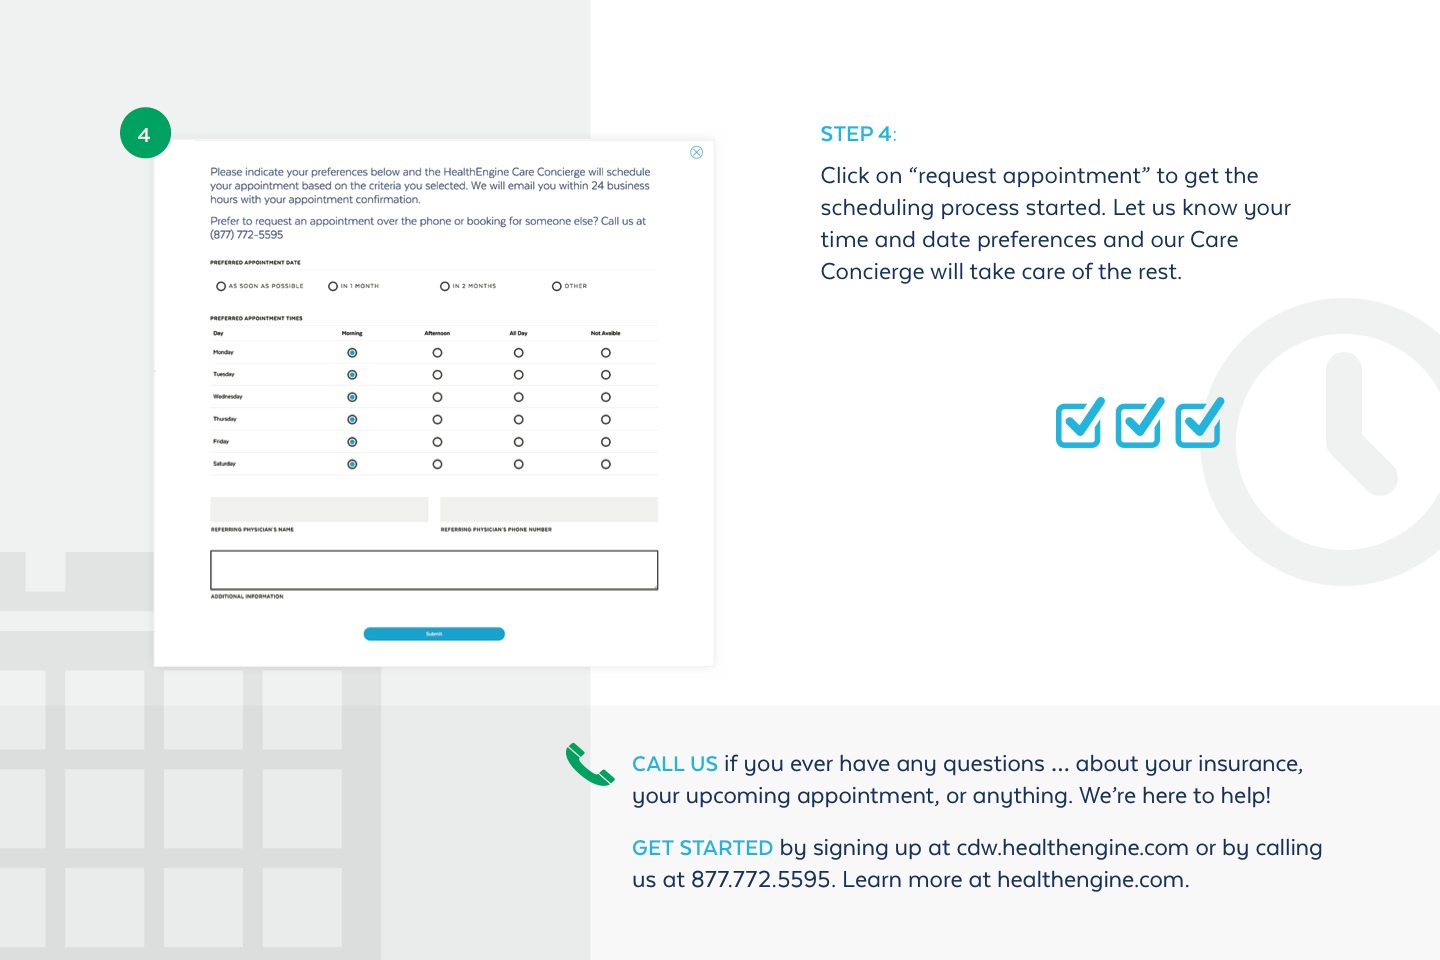 4
Please indicate your preferences below and the HealthEngine Care Concierge will schedule
your appointment based on the criteria you selected. We will email you within 24 business
hours with your appointment confirmation.
Prefer to request an appointment over the phone or booking for someone else? Call us at
(877) 772-5595
PREFERRED APPOINTMENT DATE
AS SOON AS POSSIBLE IN 1 MONTH IN 2 MONTHS OTHER
PREFERRED APPOINTMENT TIMES
Day Morning Afternoon All Day Not Avaible
Monday
Tuesday
Wednesday
Thursday
Friday
Saturday
REFERRING PHYSICIAN'S NAME REFERRING PHYSICIAN'S PHONE NUMBER
ADDITIONAL INFORMATION
Submit
STEP 4:
Click on “request appointment” to get the
scheduling process started. Let us know your
time and date preferences and our Care
Concierge will take care of the rest.
CALL US if you ever have any questions ... about your insurance,
your upcoming appointment, or anything. We’re here to help!
GET STARTED by signing up at cdw.healthengine.com or by calling
us at 877.772.5595. Learn more at healthengine.com.